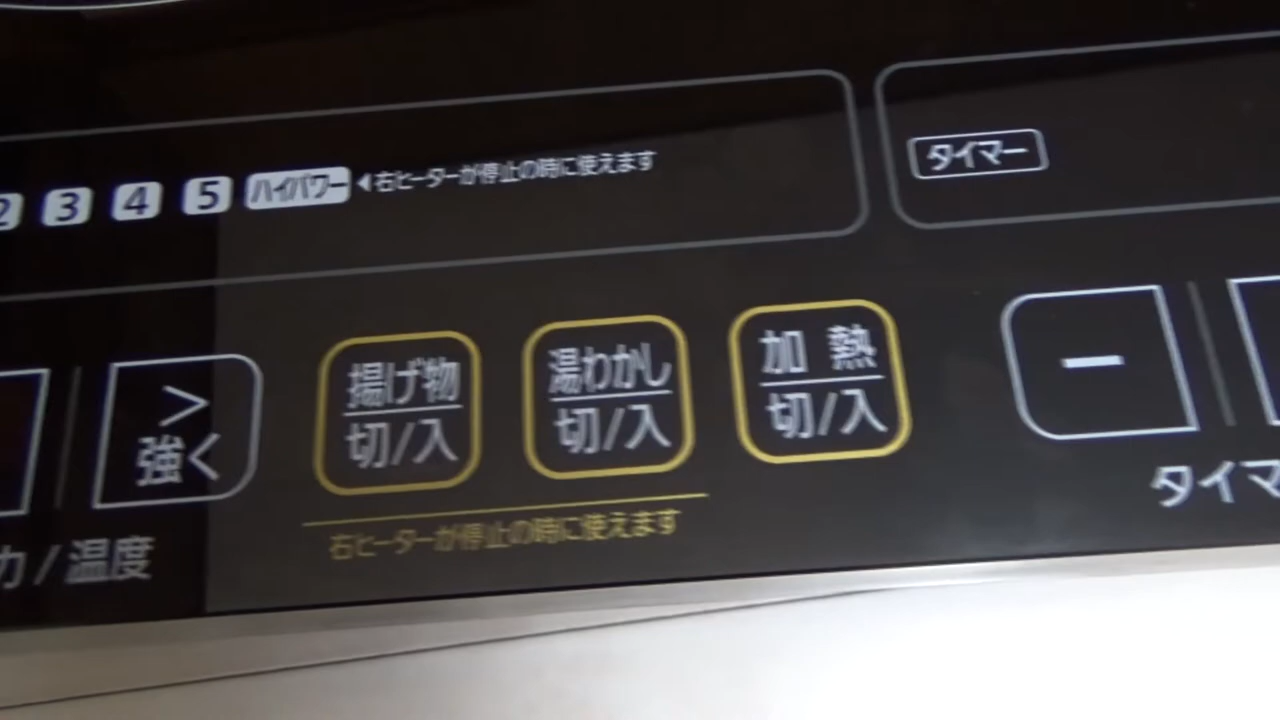 2 3 4 5 ハイパワー ◀右ヒーターが停止の時に使えます
タイマー
>
強く
揚げ物
切/入
湯わかし
切/入
加 熱
切/入
−
力/温度
右ヒーターが停止の時に使えます
タイマ